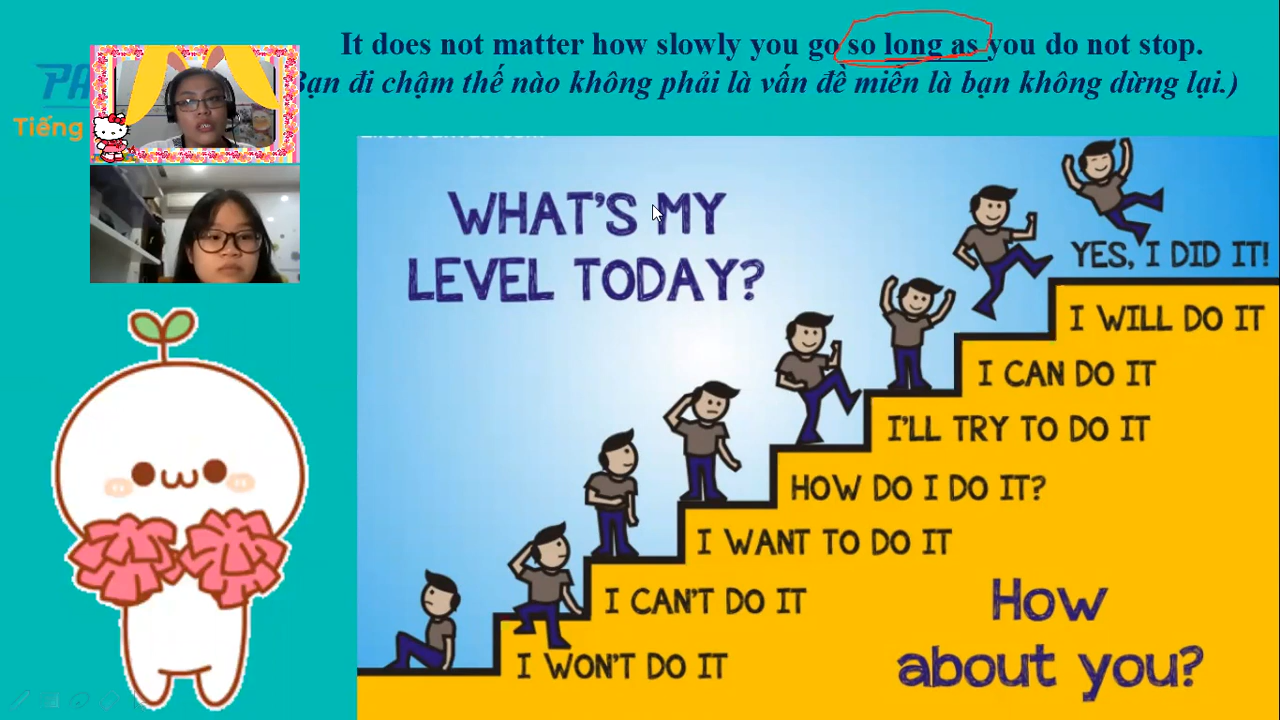 It does not matter how slowly you go so long as you do not stop.
Bạn đi chậm thế nào không phải là vấn đề miễn là bạn không dừng lại.)
Tiếng
WHAT'S MY
LEVEL TODAY?
YES, I DID IT!
I WILL DO IT
I CAN DO IT
I'LL TRY TO DO IT
HOW DO I DO IT?
I WANT TO DO IT
I CAN'T DO IT
I WON'T DO IT
How
about you?